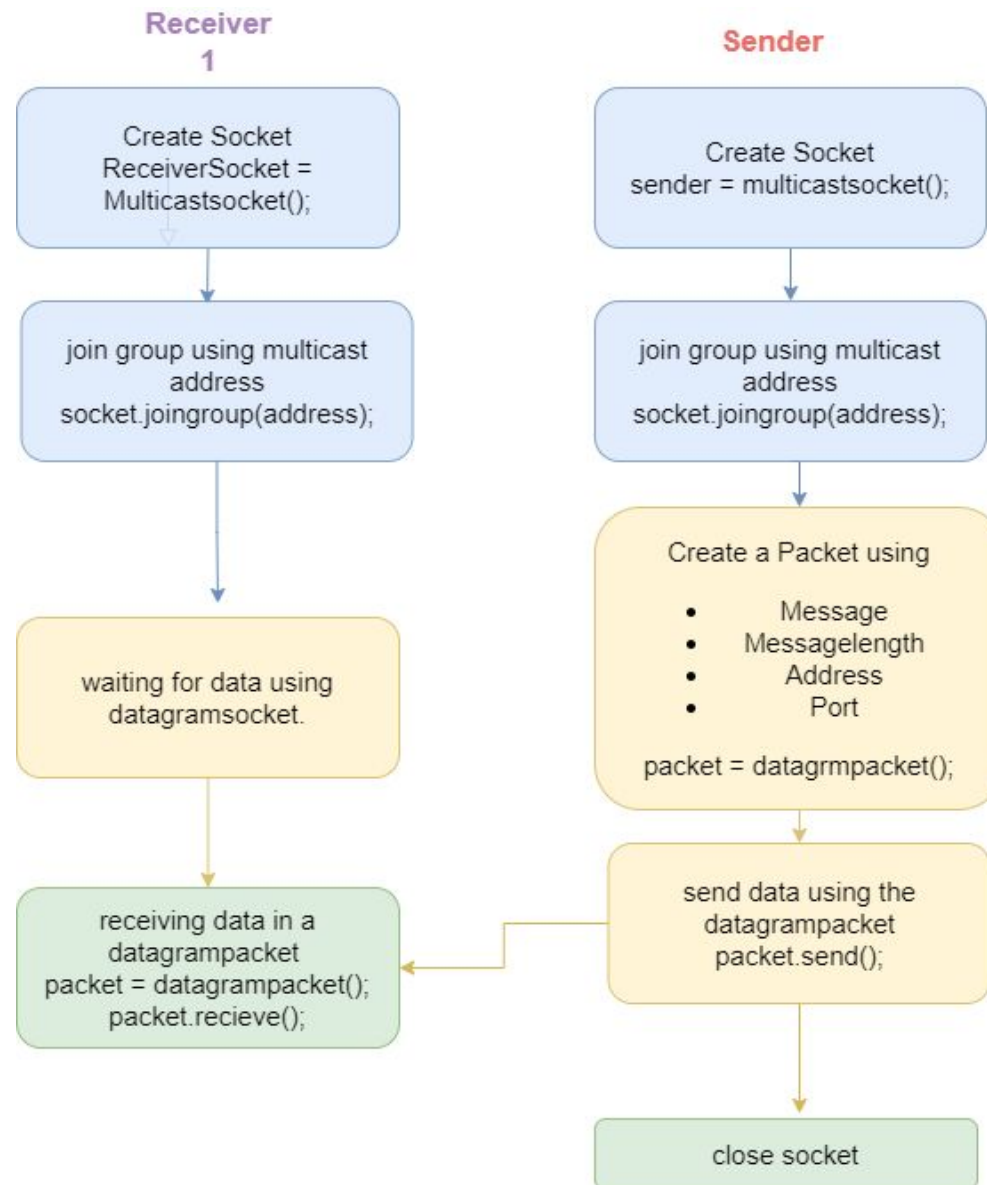 Receiver
1
Create Socket
ReceiverSocket =
Multicastsocket();
join group using multicast
address
socket.joingroup(address);
waiting for data using
datagramsocket.
receiving data in a
datagrampacket
packet = datagrampacket();
packet.recieve();
Sender
Create Socket
sender = multicastsocket();
join group using multicast
address
socket.joingroup(address);
Create a Packet using
• Message
• Messagelength
• Address
• Port
packet = datagrmpacket();
send data using the
datagrampacket
packet.send();
close socket